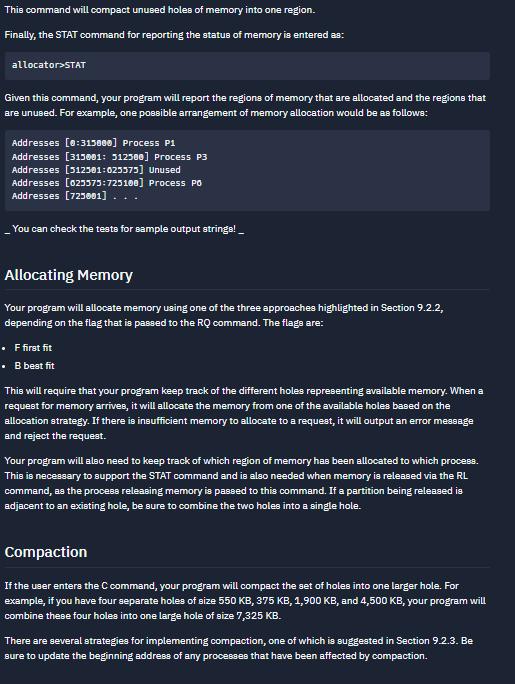 This command will compact unused holes of memory into one region.
Finally, the STAT command for reporting the status of memory is entered as:
allocator>STAT
Given this command, your program will report the regions of memory that are allocated and the regions that
are unused. For example, one possible arrangement of memory allocation would be as follows:
Addresses [0:315000] Process P1
Addresses [315001: 512500] Process P3
Addresses [512501:625575] Unused
Addresses [625575:725100] Process P6
Addresses [725001] . . .
_ You can check the tests for sample output strings! _
Allocating Memory
Your program will allocate memory using one of the three approaches highlighted in Section 9.2.2,
depending on the flag that is passed to the RQ command. The flags are:
• F first fit
• B best fit
This will require that your program keep track of the different holes representing available memory. When a
request for memory arrives, it will allocate the memory from one of the available holes based on the
allocation strategy. If there is insufficient memory to allocate to a request, it will output an error message
and reject the request.
Your program will also need to keep track of which region of memory has been allocated to which process.
This is necessary to support the STAT command and is also needed when memory is released via the RL
command, as the process releasing memory is passed to this command. If a partition being released is
adjacent to an existing hole, be sure to combine the two holes into a single hole.
Compaction
If the user enters the C command, your program will compact the set of holes into one larger hole. For
example, if you have four separate holes of size 550 KB, 375 KB, 1,900 KB, and 4,500 KB, your program will
combine these four holes into one large hole of size 7,325 KB.
There are several strategies for implementing compaction, one of which is suggested in Section 9.2.3. Be
sure to update the beginning address of any processes that have been affected by compaction.